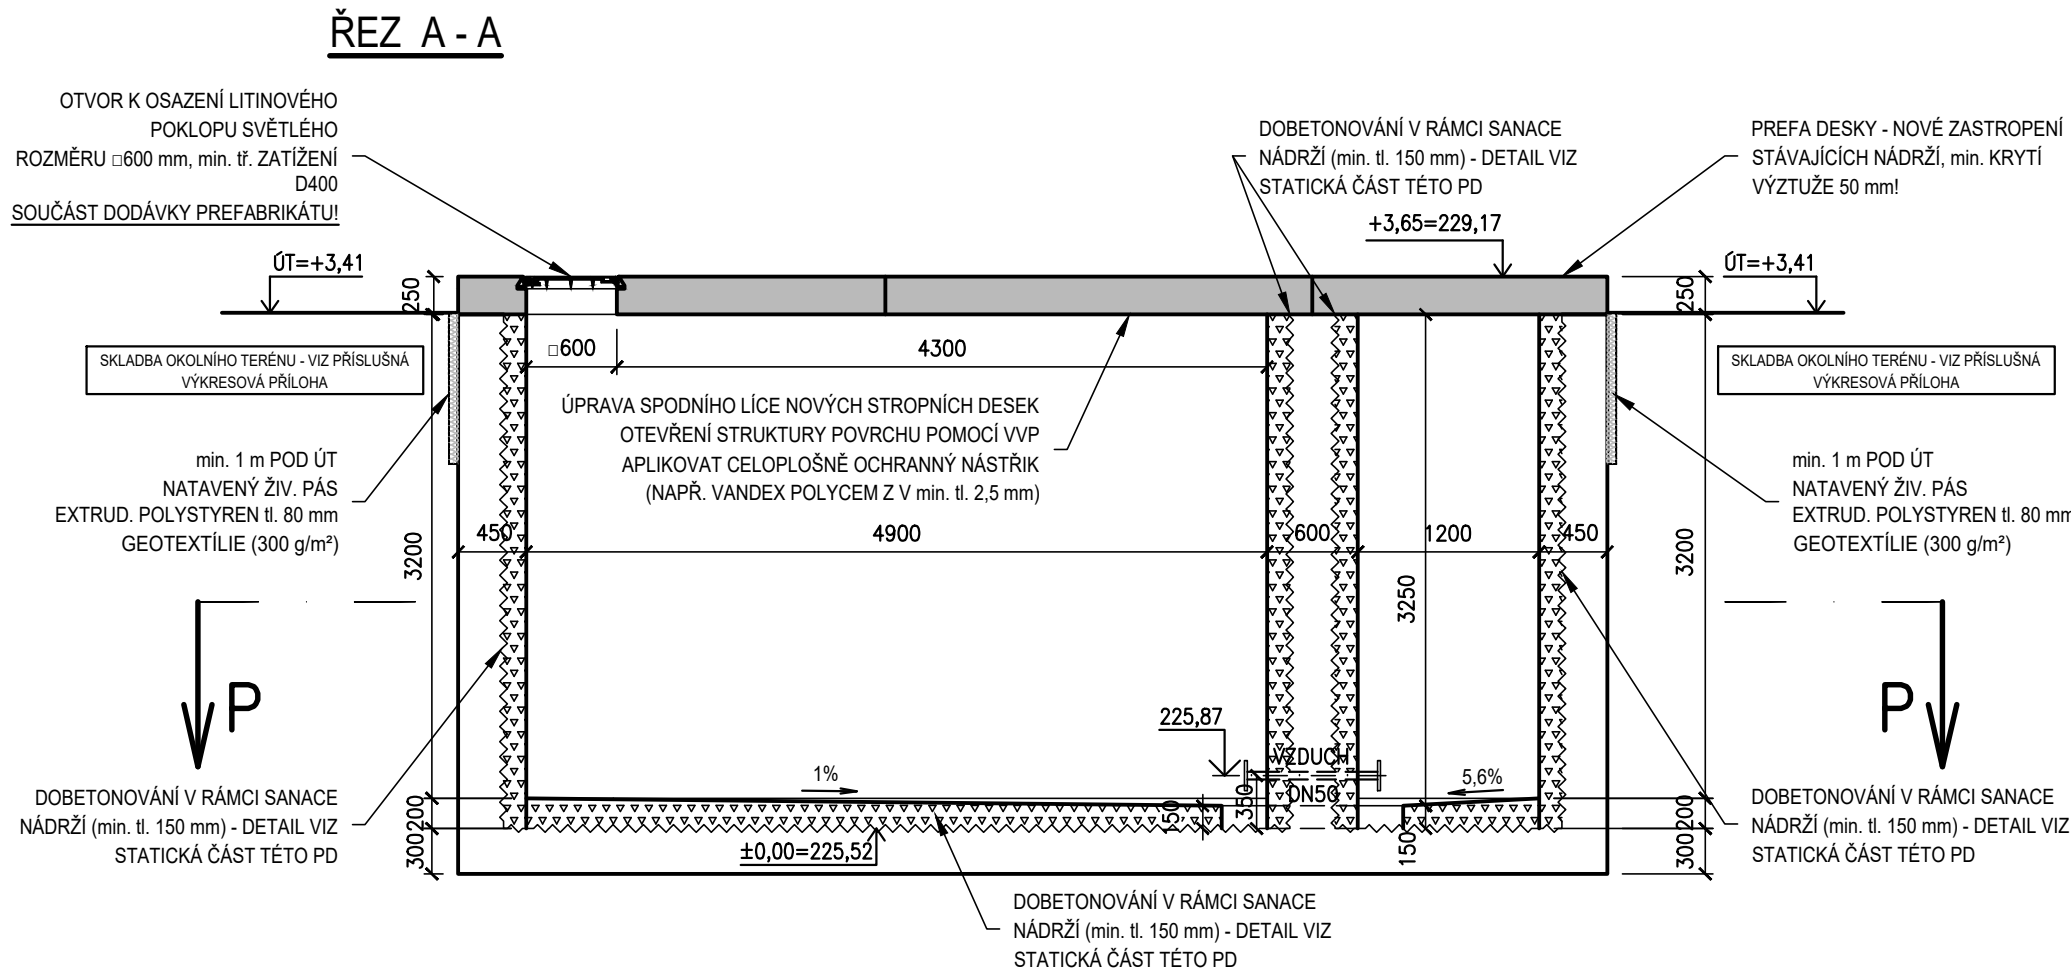 ŘEZ A - A
OTVOR K OSAZENÍ LITINOVÉHO
POKLOPU SVĚTLÉHO
ROZMĚRU □600 mm, min. tř. ZATÍŽENÍ
D400
SOUČÁST DODÁVKY PREFABRIKÁTU!
DOBETONOVÁNÍ V RÁMCI SANACE
NÁDRŽÍ (min. tl. 150 mm) - DETAIL VIZ
STATICKÁ ČÁST TÉTO PD
PREFA DESKY - NOVÉ ZASTROPENÍ
STÁVAJÍCÍCH NÁDRŽÍ, min. KRYTÍ
VÝZTUŽE 50 mm!
+3,65=229,17
ÚT=+3,41
ÚT=+3,41
250
250
SKLADBA OKOLNÍHO TERÉNU - VIZ PŘÍSLUŠNÁ
VÝKRESOVÁ PŘÍLOHA
□600
4300
SKLADBA OKOLNÍHO TERÉNU - VIZ PŘÍSLUŠNÁ
VÝKRESOVÁ PŘÍLOHA
ÚPRAVA SPODNÍHO LÍCE NOVÝCH STROPNÍCH DESEK
OTEVŘENÍ STRUKTURY POVRCHU POMOCÍ VVP
APLIKOVAT CELOPLOŠNĚ OCHRANNÝ NÁSTŘIK
(NAPŘ. VANDEX POLYCEM Z V min. tl. 2,5 mm)
min. 1 m POD ÚT
NATAVENÝ ŽIV. PÁS
EXTRUD. POLYSTYREN tl. 80 mm
GEOTEXTÍLIE (300 g/m²)
min. 1 m POD ÚT
NATAVENÝ ŽIV. PÁS
EXTRUD. POLYSTYREN tl. 80 mm
GEOTEXTÍLIE (300 g/m²)
450
4900
600
1200
450
3200
3250
3200
P
P
225,87
VZDUCH
DN50
350
1%
5,6%
150
150
±0,00=225,52
200
300
200
300
DOBETONOVÁNÍ V RÁMCI SANACE
NÁDRŽÍ (min. tl. 150 mm) - DETAIL VIZ
STATICKÁ ČÁST TÉTO PD
DOBETONOVÁNÍ V RÁMCI SANACE
NÁDRŽÍ (min. tl. 150 mm) - DETAIL VIZ
STATICKÁ ČÁST TÉTO PD
DOBETONOVÁNÍ V RÁMCI SANACE
NÁDRŽÍ (min. tl. 150 mm) - DETAIL VIZ
STATICKÁ ČÁST TÉTO PD